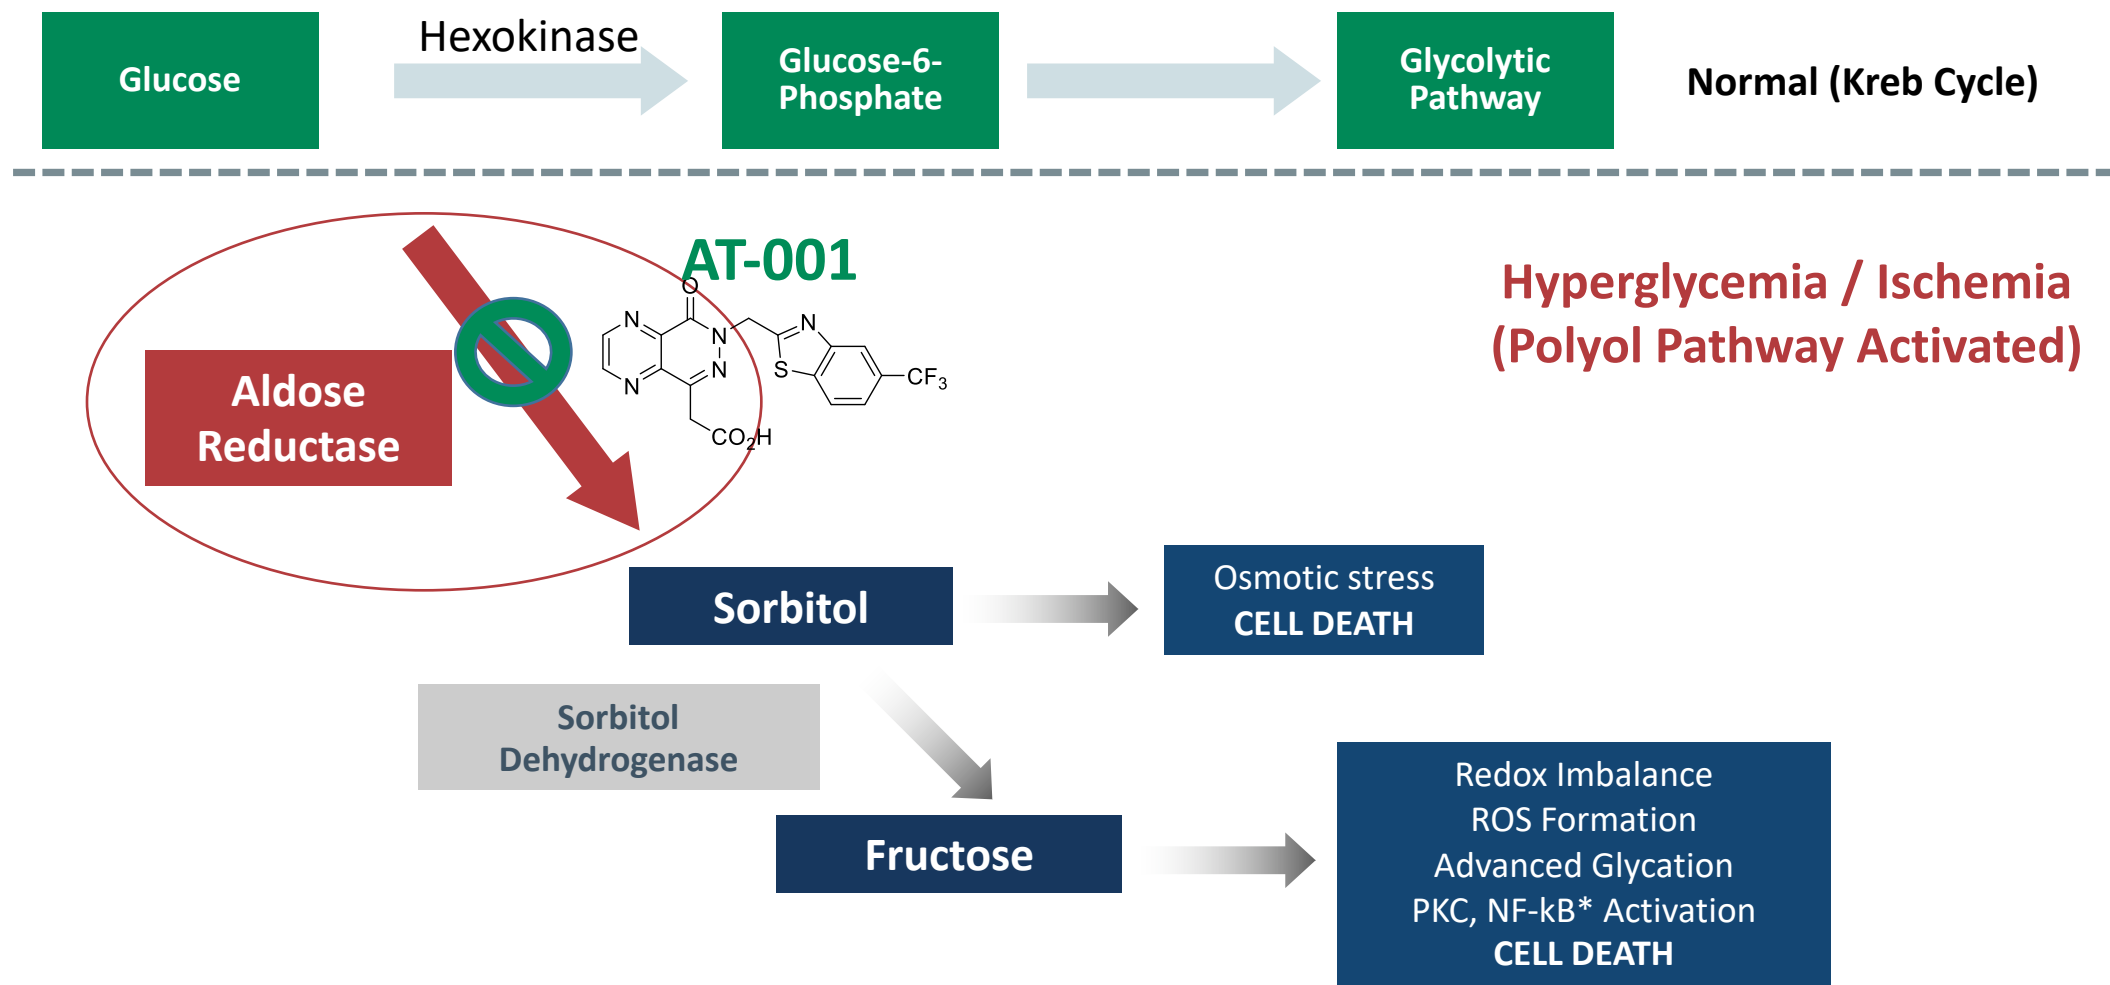 Glucose
Hexokinase
Glucose-6-
Phosphate
Glycolytic
Pathway
Normal (Kreb Cycle)
AT-001
Hyperglycemia / Ischemia
(Polyol Pathway Activated)
Aldose
Reductase
O
N
N
N
N
N
S
CF3
CO2H
Sorbitol
Osmotic stress
CELL DEATH
Sorbitol
Dehydrogenase
Fructose
Redox Imbalance
ROS Formation
Advanced Glycation
PKC, NF-kB* Activation
CELL DEATH